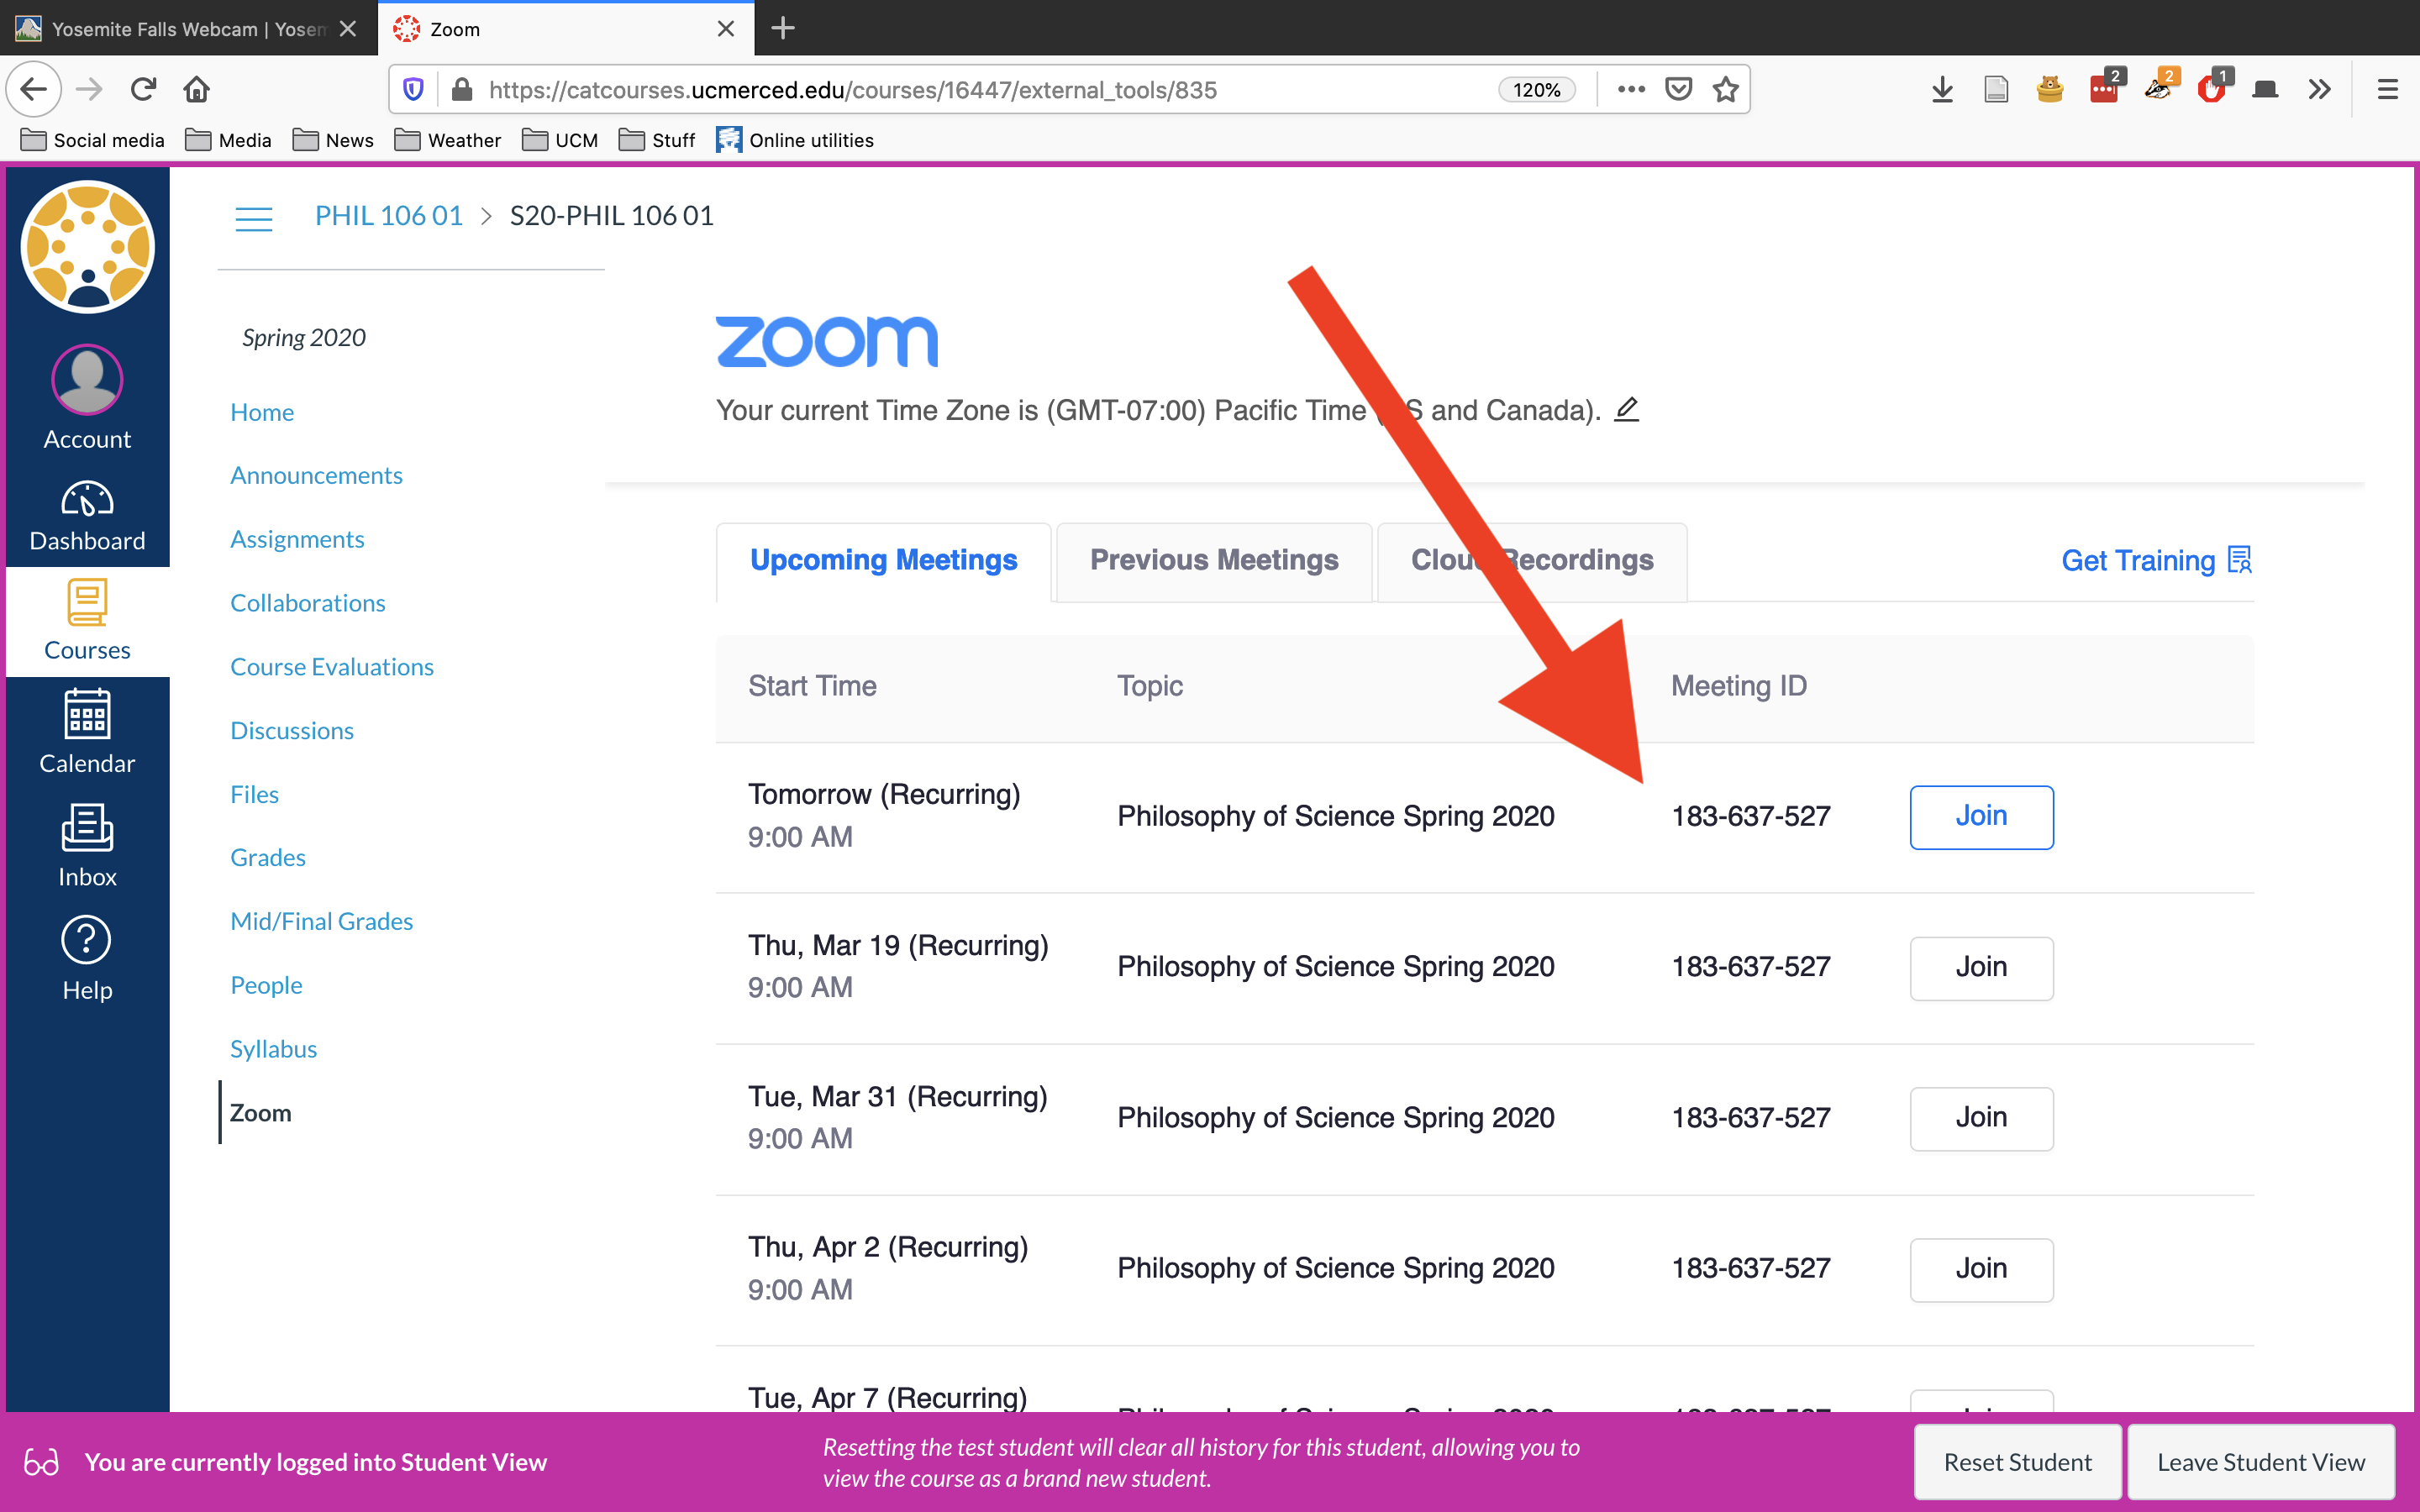 Yosemite Falls Webcam | Yosem
Zoom
https://catcourses.ucmerced.edu/courses/16447/external_tools/835
120%
2
2
1
Social media
Media
News
Weather
UCM
Stuff
Online utilities
PHIL 106 01 > S20-PHIL 106 01
Account
Dashboard
Courses
Calendar
Inbox
Help
Spring 2020
Home
Announcements
Assignments
Collaborations
Course Evaluations
Discussions
Files
Grades
Mid/Final Grades
People
Syllabus
Zoom
zoom
Your current Time Zone is (GMT-07:00) Pacific Time ( S and Canada).
Upcoming Meetings
Previous Meetings
Cloud Recordings
Get Training
Start Time Topic Meeting ID
Tomorrow (Recurring)
9:00 AM
Philosophy of Science Spring 2020 183-637-527 Join
Thu, Mar 19 (Recurring)
9:00 AM
Philosophy of Science Spring 2020 183-637-527 Join
Tue, Mar 31 (Recurring)
9:00 AM
Philosophy of Science Spring 2020 183-637-527 Join
Thu, Apr 2 (Recurring)
9:00 AM
Philosophy of Science Spring 2020 183-637-527 Join
Tue, Apr 7 (Recurring)
You are currently logged into Student View
Resetting the test student will clear all history for this student, allowing you to
view the course as a brand new student.
Reset Student
Leave Student View